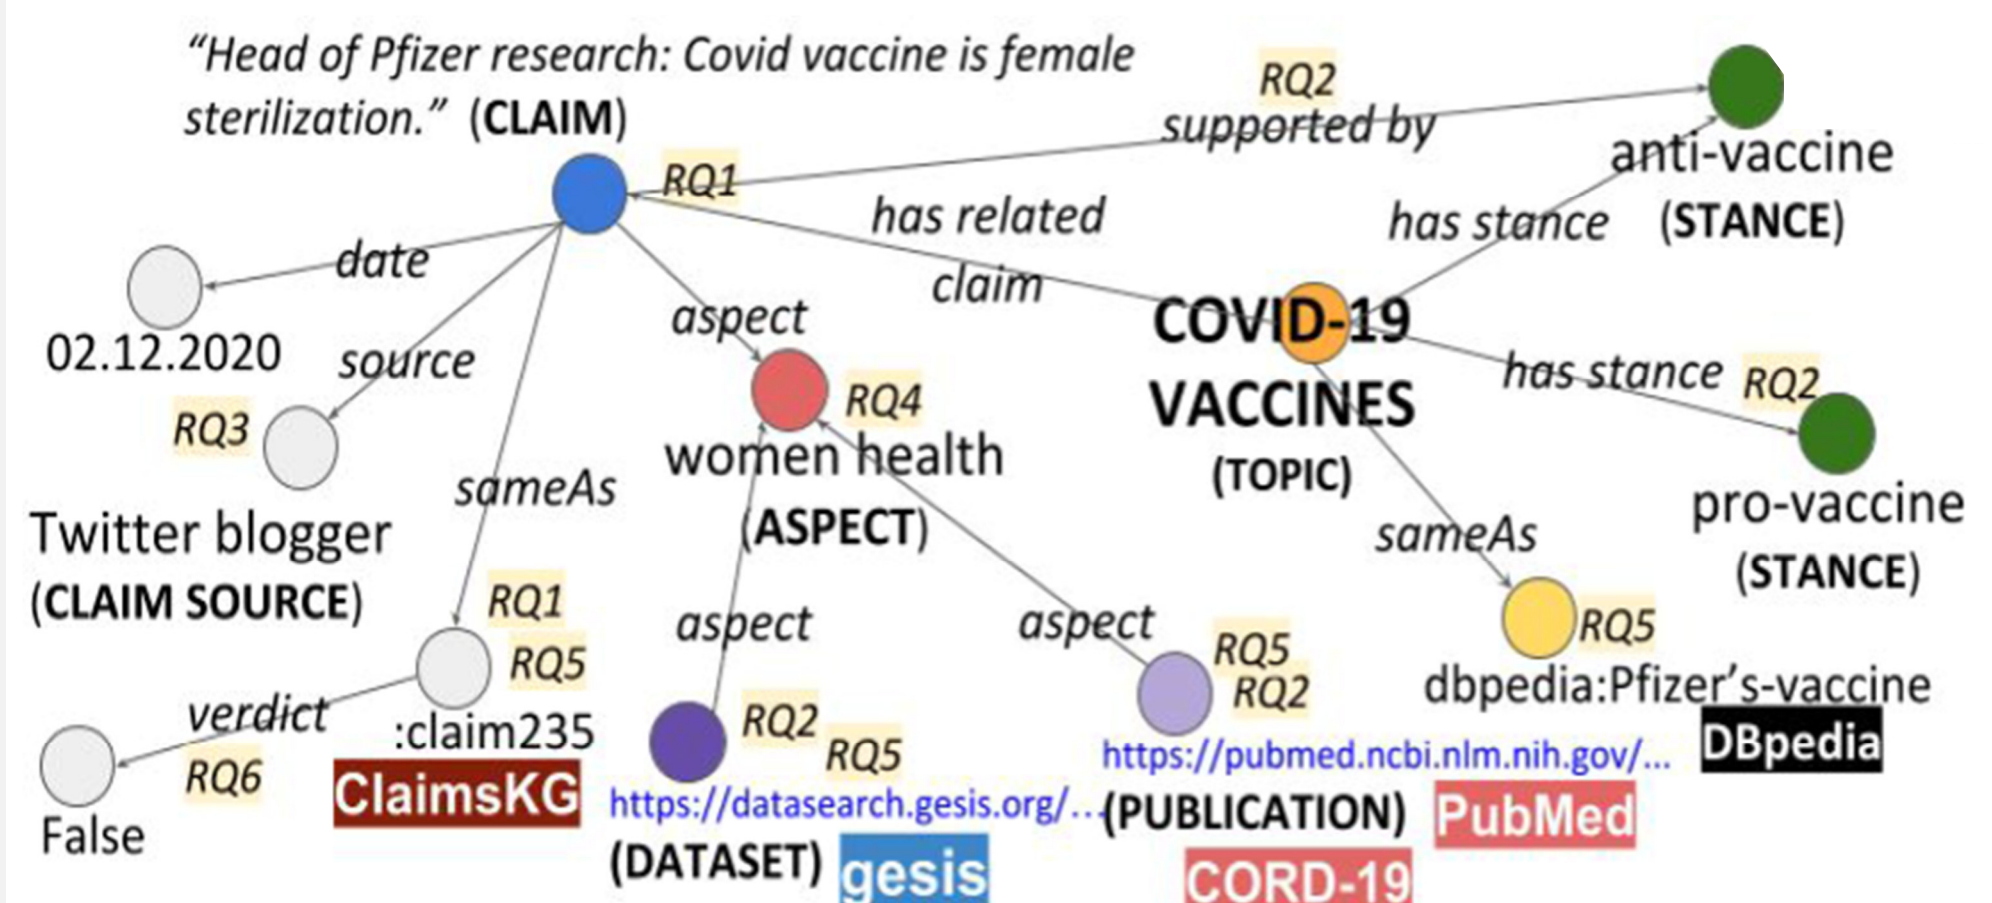 “Head of Pfizer research: Covid vaccine is female
sterilization.” (CLAIM)
RQ2
supported by
RQ1
anti-vaccine
(STANCE)
has related
claim
has stance
date
02.12.2020
source
aspect
COVID-19
VACCINES
(TOPIC)
has stance
RQ2
RQ3
RQ4
women health
(ASPECT)
sameAs
Twitter blogger
(CLAIM SOURCE)
sameAs
pro-vaccine
(STANCE)
RQ1
RQ5
aspect
aspect
RQ5
RQ2
RQ5
dbpedia:Pfizer’s-vaccine
DBpedia
verdict
RQ6
:claim235
ClaimsKG
False
RQ2
RQ5
https://datasearch.gesis.org/…
(DATASET)
gesis
https://pubmed.ncbi.nlm.nih.gov/...
(PUBLICATION)
PubMed
CORD-19